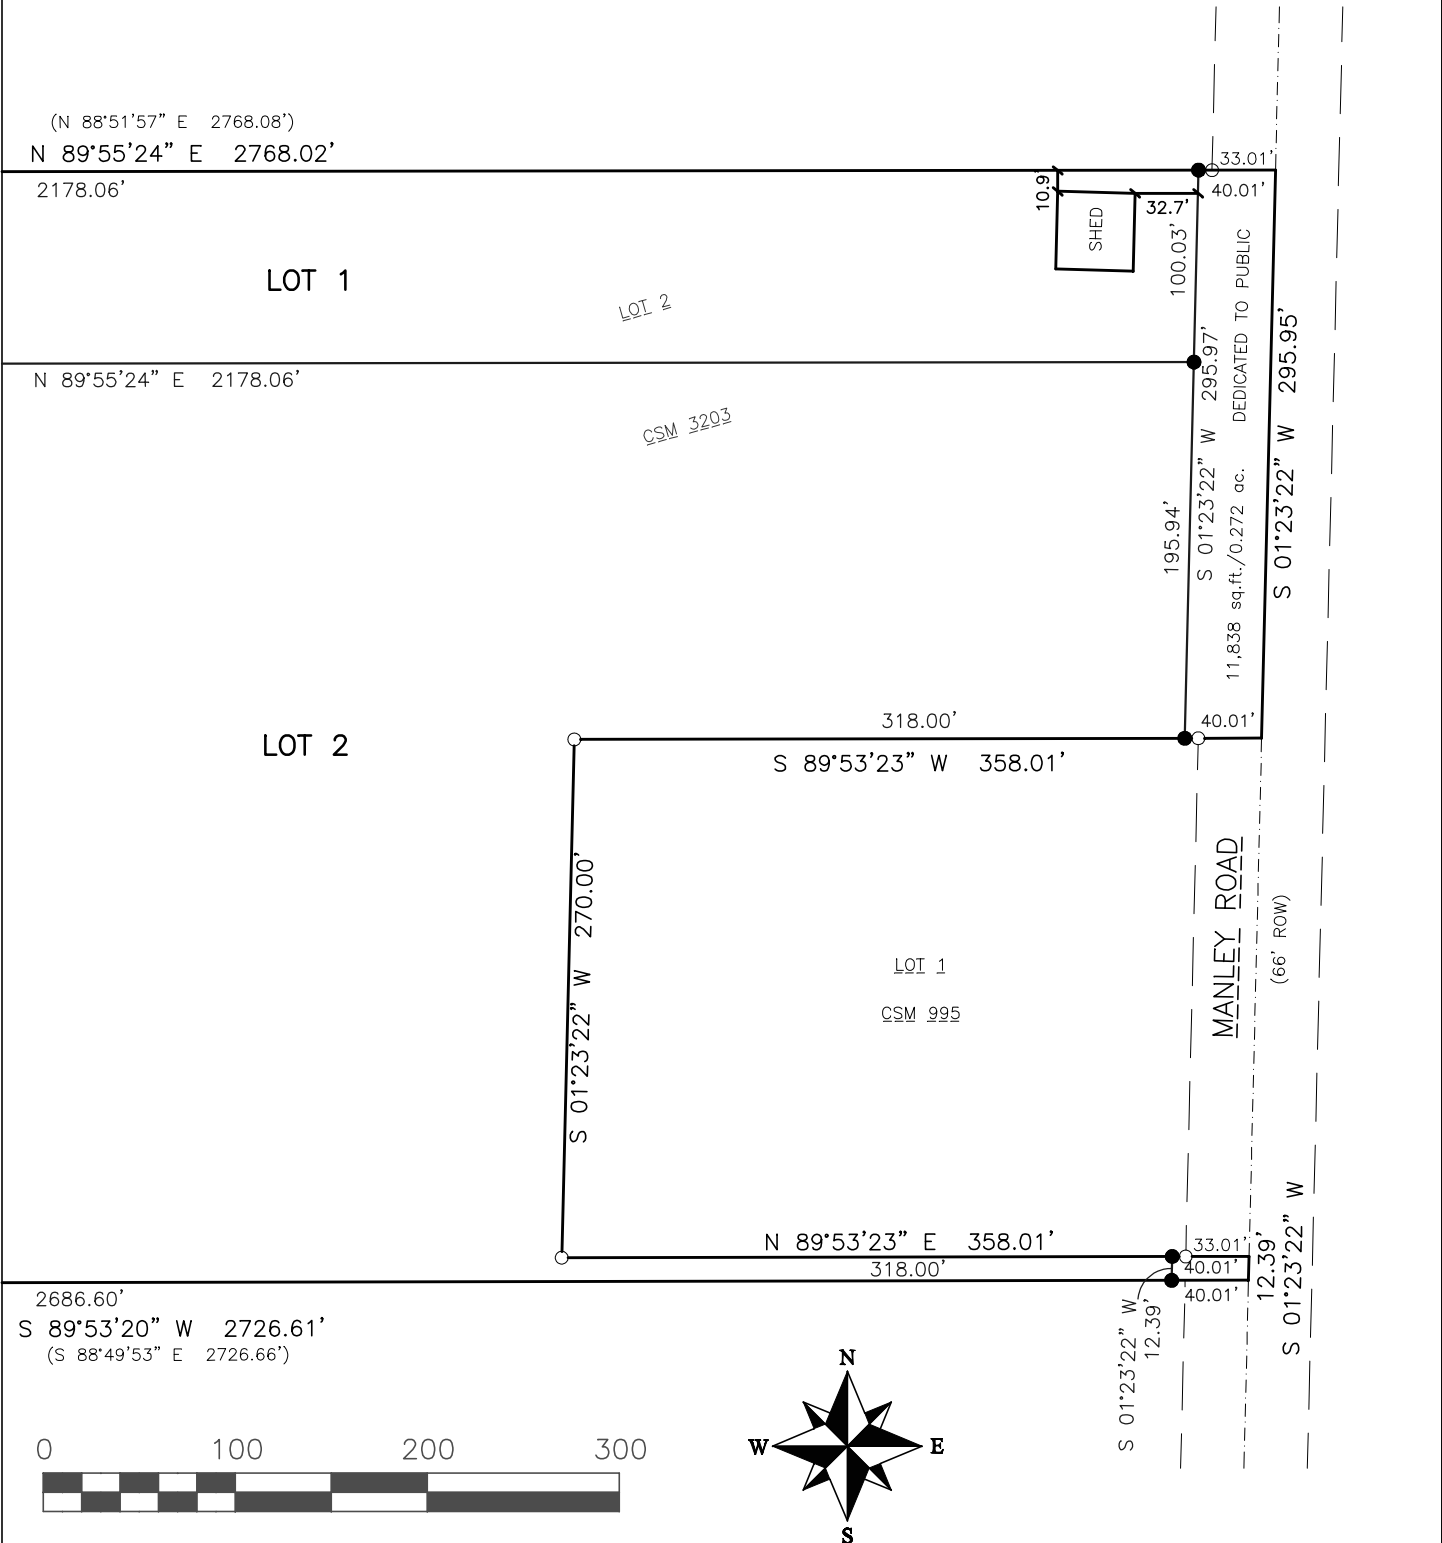 (N 88°51'57" E 2768.08')
N 89°55'24" E 2768.02'
2178.06'
33.01'
40.01'
10.9'
32.7'
SHED
100.03'
LOT 1
LOT 2
N 89°55'24" E 2178.06'
CSM 3203
195.94'
S 01°23'22" W 295.97'
11,838 sq.ft./0.272 ac. DEDICATED TO PUBLIC
S 01°23'22" W 295.95'
318.00'
40.01'
LOT 2
S 89°53'23" W 358.01'
S 01°23'22" W 270.00'
LOT 1
CSM 995
MANLEY ROAD
(66' ROW)
N 89°53'23" E 358.01'
33.01'
318.00'
40.01'
40.01'
12.39'
S 01°23'22" W
2686.60'
S 89°53'20" W 2726.61'
(S 88°49'53" E 2726.66')
S 01°23'22" W
12.39'
N
W
E
S
0 100 200 300